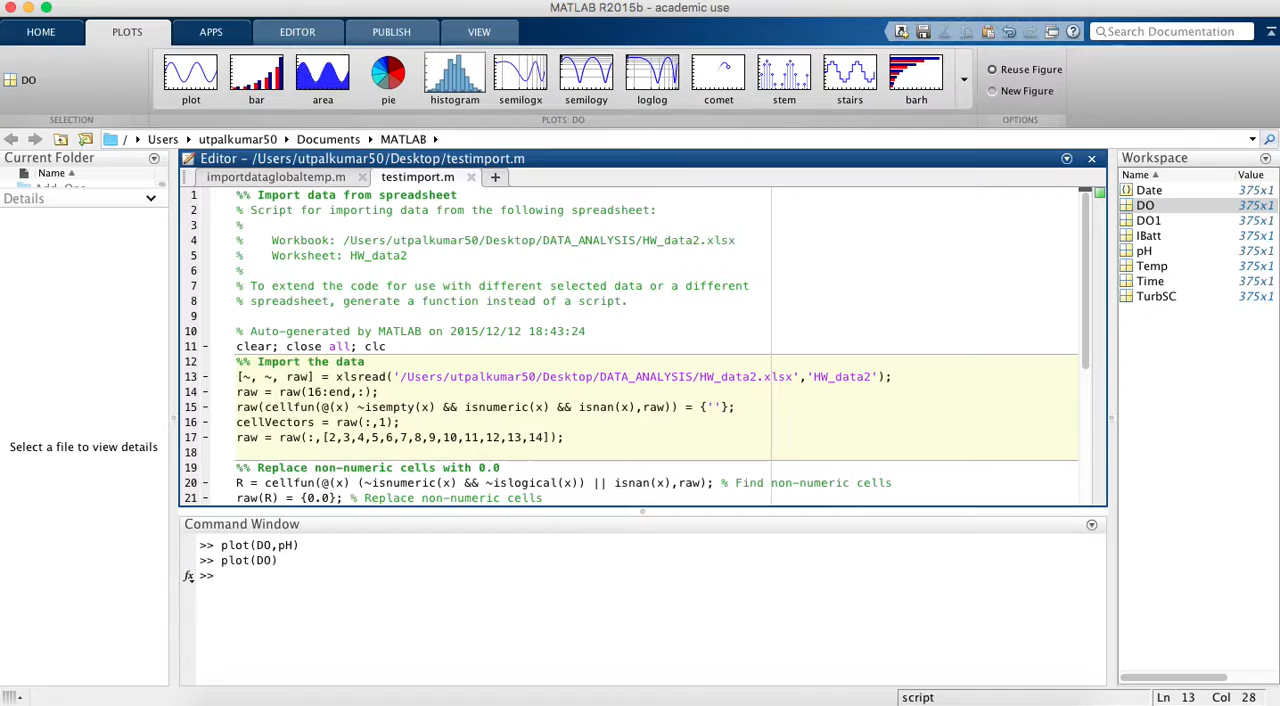 MATLAB R2015b - academic use
HOME PLOTS APPS EDITOR PUBLISH VIEW
Search Documentation
DO
plot bar area pie histogram semilogx semilogy loglog comet stem stairs barh
Reuse Figure
New Figure
SELECTION PLOTS: DO OPTIONS
/ Users utpalkumar50 Documents MATLAB
Current Folder
Name
Details
Select a file to view details
Editor - /Users/utpalkumar50/Desktop/testimport.m
importdataglobaltemp.m testimport.m
1 %% Import data from spreadsheet
2 % Script for importing data from the following spreadsheet:
3 %
4 %    Workbook: /Users/utpalkumar50/Desktop/DATA_ANALYSIS/HW_data2.xlsx
5 %    Worksheet: HW_data2
6 %
7 % To extend the code for use with different selected data or a different
8 % spreadsheet, generate a function instead of a script.
9
10 % Auto-generated by MATLAB on 2015/12/12 18:43:24
11 - clear; close all; clc
12 %% Import the data
13 - [~, ~, raw] = xlsread('/Users/utpalkumar50/Desktop/DATA_ANALYSIS/HW_data2.xlsx','HW_data2');
14 - raw = raw(16:end,:);
15 - raw(cellfun(@(x) ~isempty(x) && isnumeric(x) && isnan(x),raw)) = {''};
16 - cellVectors = raw(:,1);
17 - raw = raw(:,[2,3,4,5,6,7,8,9,10,11,12,13,14]);
18
19 %% Replace non-numeric cells with 0.0
20 - R = cellfun(@(x) (~isnumeric(x) && ~islogical(x)) || isnan(x),raw); % Find non-numeric cells
21 - raw(R) = {0.0}; % Replace non-numeric cells
Command Window
>> plot(DO,pH)
>> plot(DO)
fx >>
Workspace
Name Value
Date 375x1
DO 375x1
DO1 375x1
IBatt 375x1
pH 375x1
Temp 375x1
Time 375x1
TurbSC 375x1
script Ln 13 Col 28